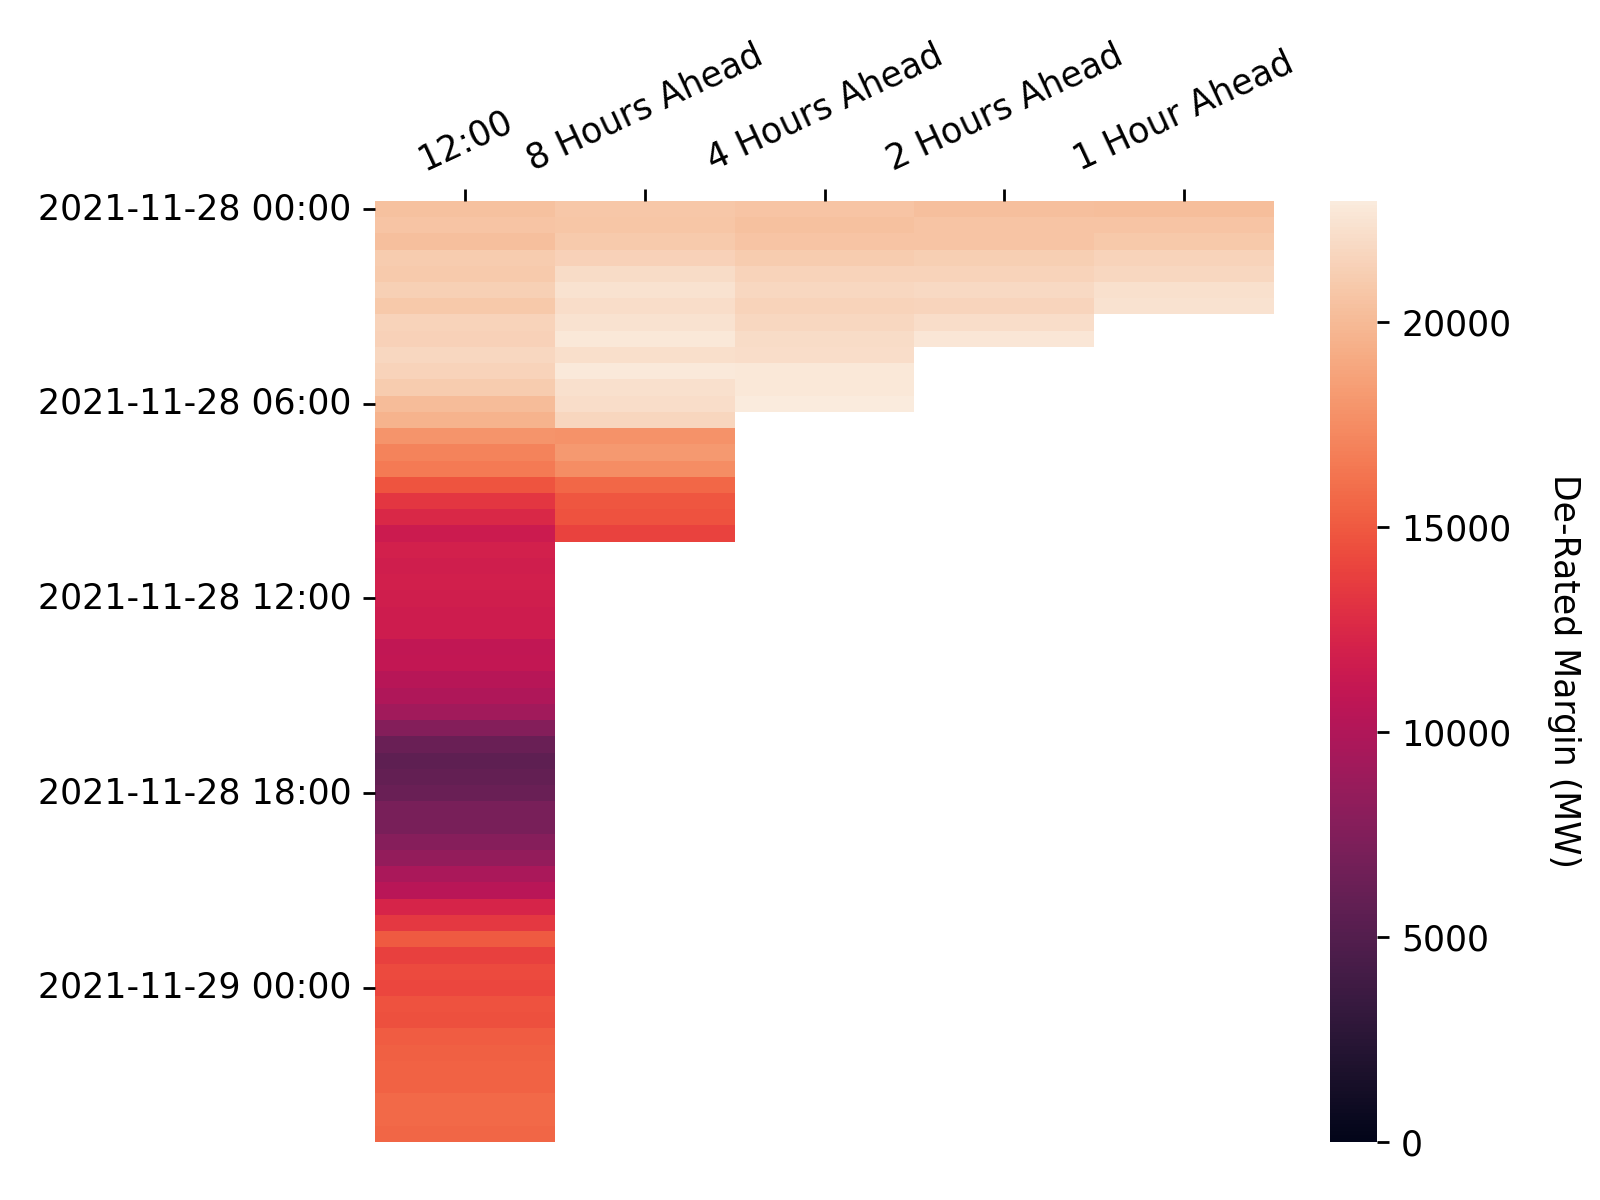 12:00
8 Hours Ahead
4 Hours Ahead
2 Hours Ahead
1 Hour Ahead
2021-11-28 00:00
2021-11-28 06:00
2021-11-28 12:00
2021-11-28 18:00
2021-11-29 00:00
20000
15000
10000
5000
0
De-Rated Margin (MW)